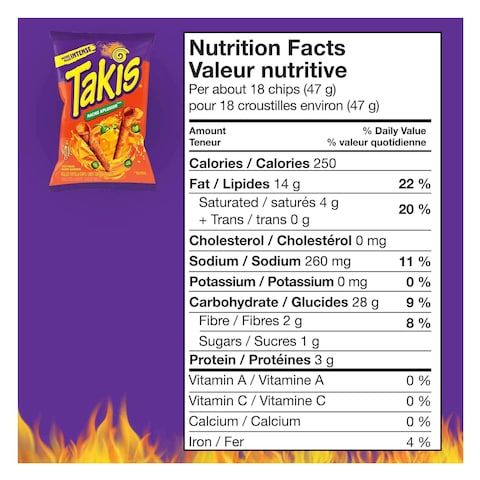 INTENSE
TAKIS
NACHO XPLOSION
Nutrition Facts
Valeur nutritive
Per about 18 chips (47 g)
pour 18 croustilles environ (47 g)
Amount % Daily Value
Teneur % valeur quotidienne
Calories / Calories 250
Fat / Lipides 14 g 22 %
Saturated / saturés 4 g
+ Trans / trans 0 g 20 %
Cholesterol / Cholestérol 0 mg
Sodium / Sodium 260 mg 11 %
Potassium / Potassium 0 mg 0 %
Carbohydrate / Glucides 28 g 9 %
Fibre / Fibres 2 g 8 %
Sugars / Sucres 1 g
Protein / Protéines 3 g
Vitamin A / Vitamine A 0 %
Vitamin C / Vitamine C 0 %
Calcium / Calcium 0 %
Iron / Fer 4 %